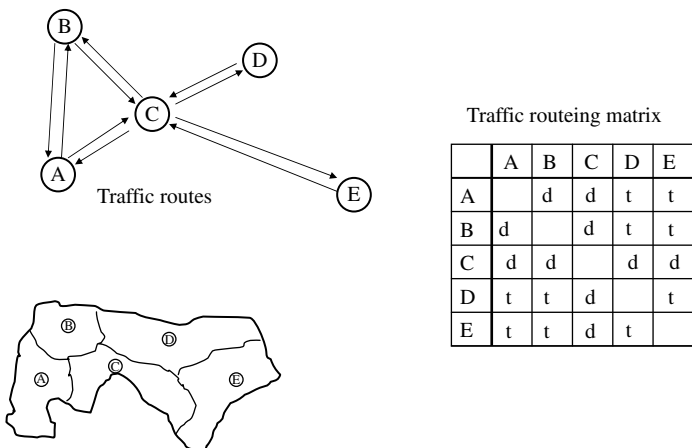 B
D
C
A
E
Traffic routes
Traffic routeing matrix
A B C D E
A d d t t
B d d t t
C d d d d
D t t d t
E t t d t
B
D
C
A
E